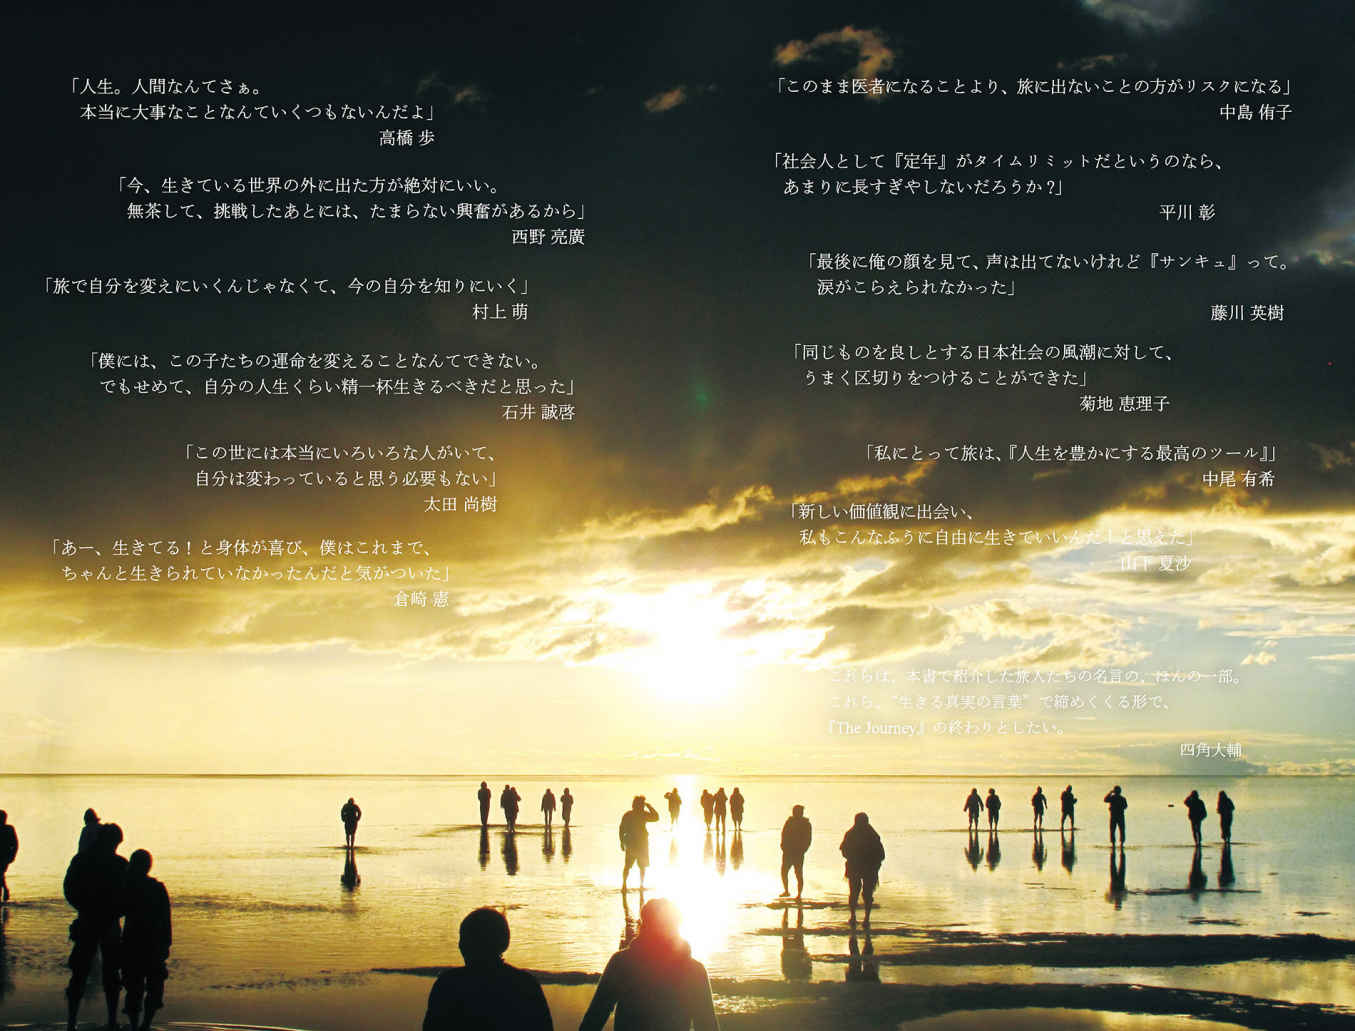 「人生。人間なんてさぁ。
本当に大事なことなんていくつもないんだよ」
高橋 歩
「今、生きている世界の外に出た方が絶対にいい。
無茶して、挑戦したあとには、たまらない興奮があるから」
西野 亮廣
「旅で自分を変えにいくんじゃなくて、今の自分を知りにいく」
村上 萌
「僕には、この子たちの運命を変えることなんてできない。
でもせめて、自分の人生くらい精一杯生きるべきだと思った」
石井 誠啓
「この世には本当にいろいろな人がいて、
自分は変わっていると思う必要もない」
太田 尚樹
「あー、生きてる！と身体が喜び、僕はこれまで、
ちゃんと生きられていなかったんだと気がついた」
倉崎 憲
「このまま医者になることより、旅に出ないことの方がリスクになる」
中島 侑子
「社会人として『定年』がタイムリミットだというのなら、
あまりに長すぎやしないだろうか？」
平川 彰
「最後に俺の顔を見て、声は出てないけれど『サンキュ』って。
涙がこらえられなかった」
藤川 英樹
「同じものを良しとする日本社会の風潮に対して、
うまく区切りをつけることができた」
菊地 恵理子
「私にとって旅は、『人生を豊かにする最高のツール』」
中尾 有希
「新しい価値観に出会い、
私もこんなふうに自由に生きていいんだ！と思えた」
山下 夏沙
これらは、本書で紹介した旅人たちの名言の、ほんの一部。
これら、“生きる真実の言葉”で締めくくる形で、
『The Journey』の終わりとしたい。
四角大輔